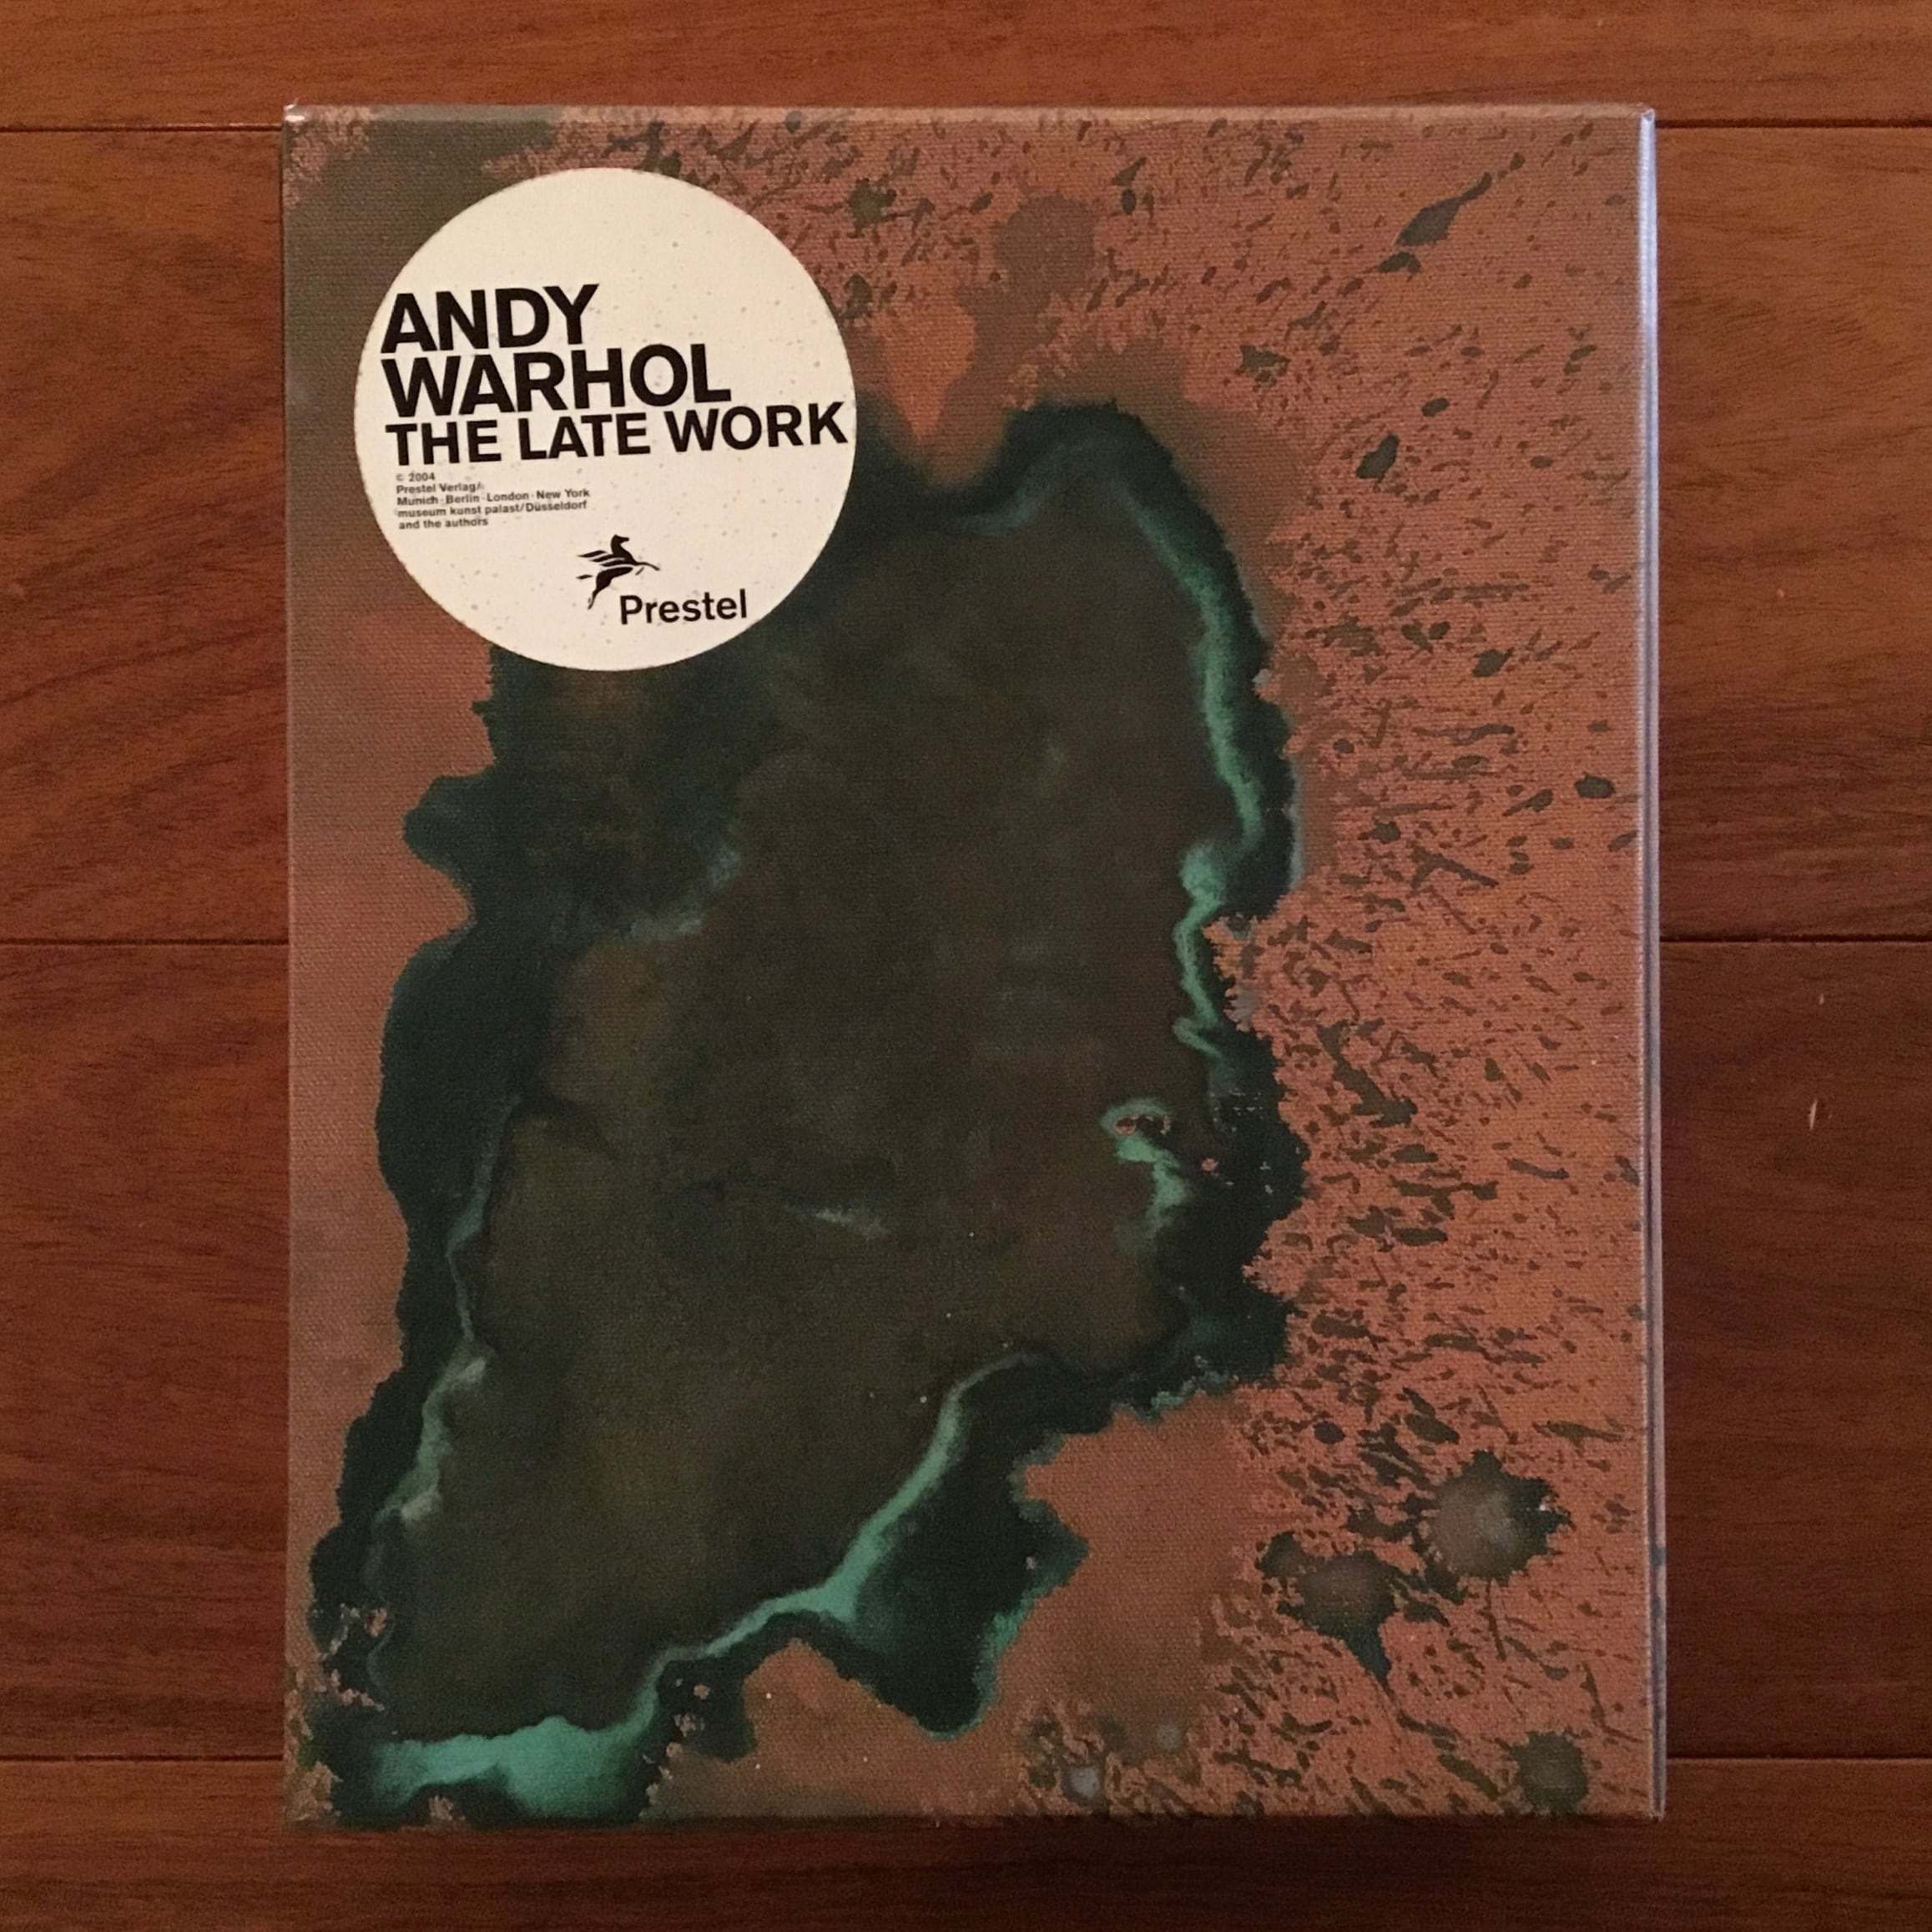 ANDY
WARHOL
THE LATE WORK
© 2004
Prestel Verlag/
Munich · Berlin · London · New York
museum kunst palast/Düsseldorf
and the authors
Prestel